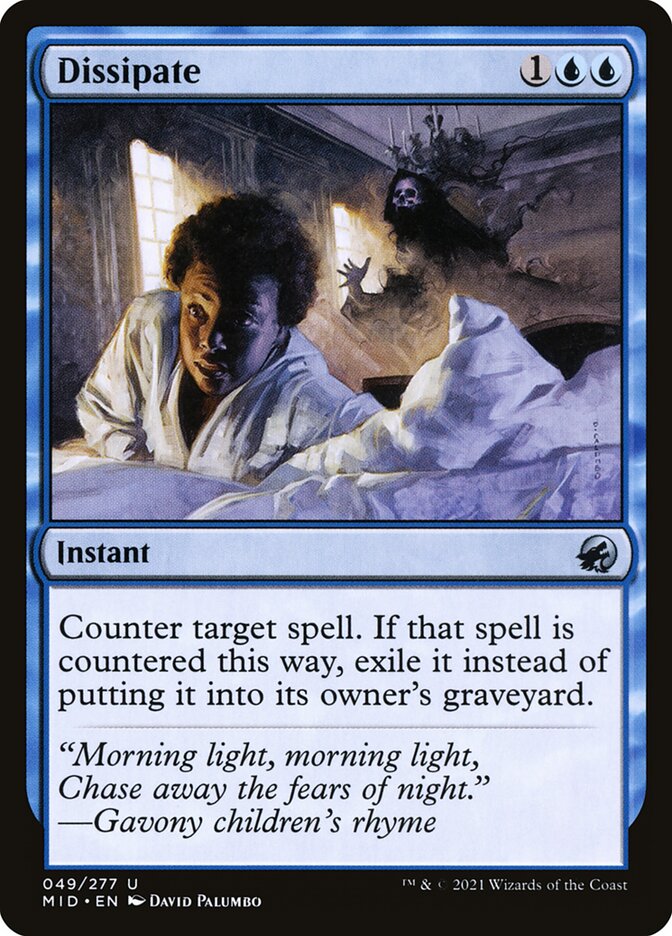 Dissipate 1
Instant
Counter target spell. If that spell is
countered this way, exile it instead of
putting it into its owner's graveyard.
“Morning light, morning light,
Chase away the fears of night.”
—Gavony children's rhyme
049/277 U
MID • EN DAVID PALUMBO
™ & © 2021 Wizards of the Coast